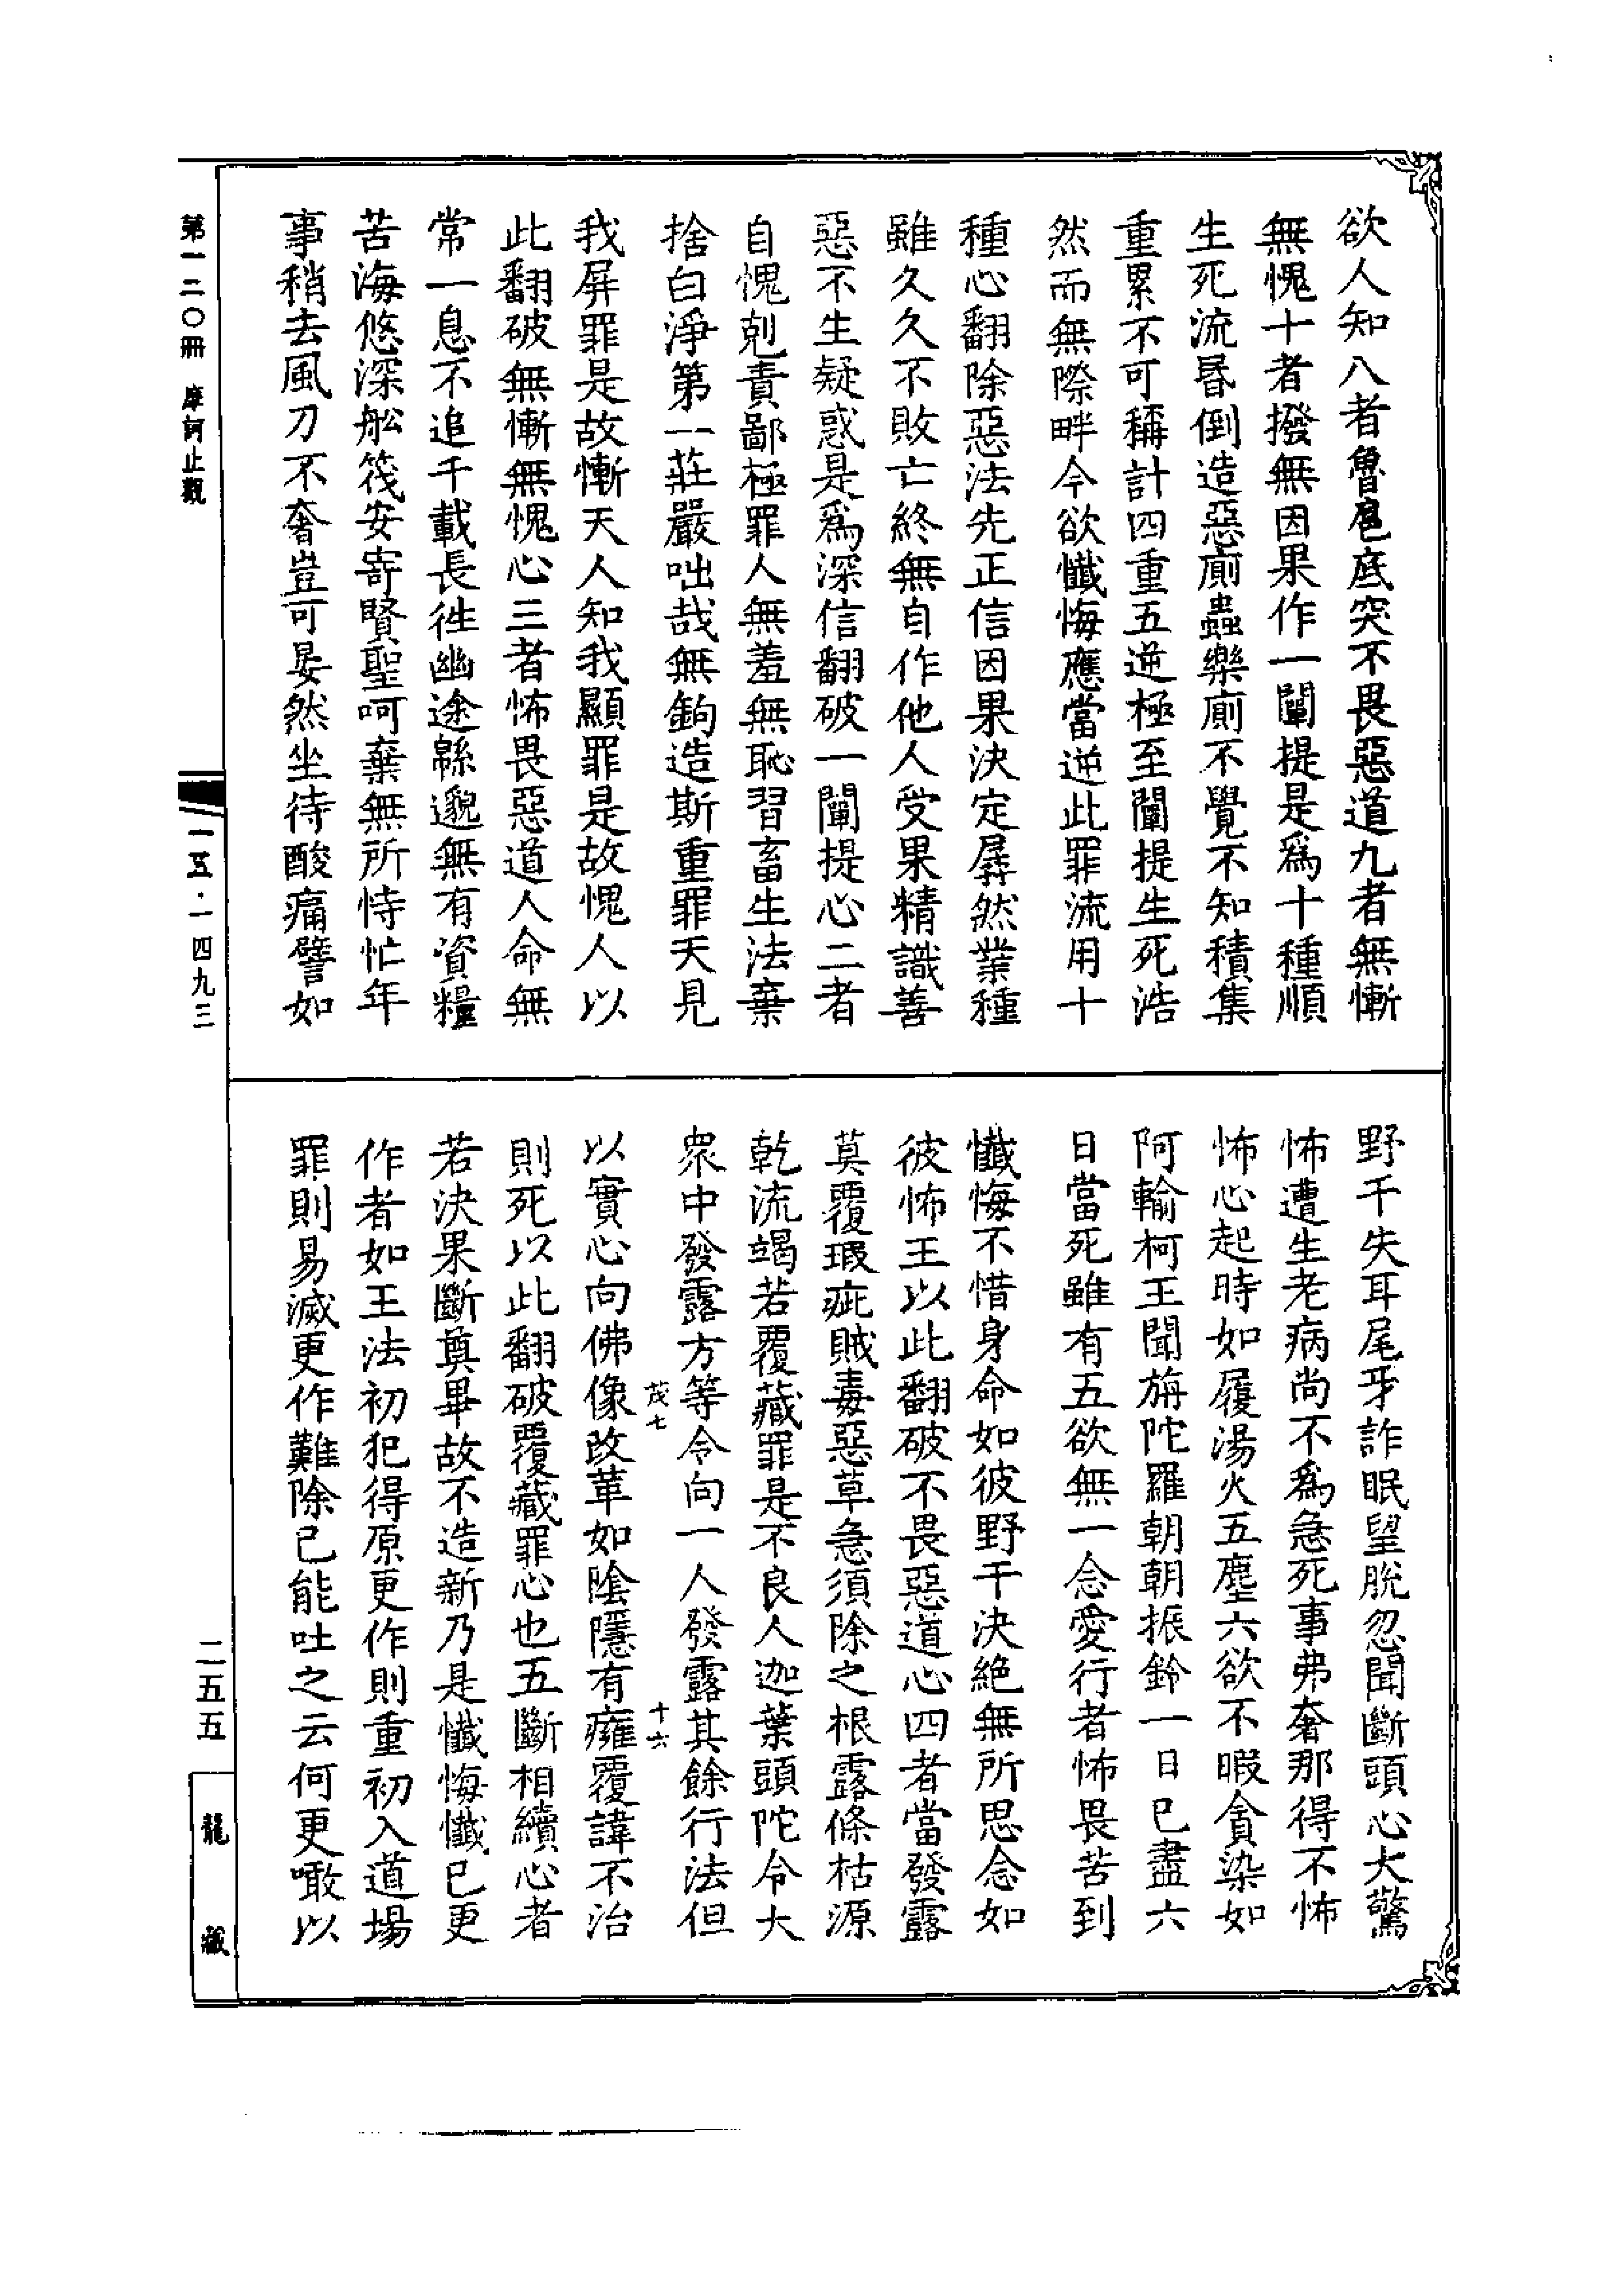 欲人知八者魯扈底突不畏惡道九者無慚
無愧十者撥無因果作一闡提是爲十種順
生死流昏倒造惡廁蟲樂廁不覺不知積集
重累不可稱計四重五逆極至闡提生死浩
然而無際畔今欲懺悔應當逆此罪流用十
種心翻除惡法先正信因果決定孱然業種
雖久久不敗亡終無自作他人受果精識善
惡不生疑惑是爲深信翻破一闡提心二者
自愧剋責鄙極罪人無羞無恥習畜生法棄
捨白淨第一莊嚴咄哉無鉤造斯重罪天見
我屏罪是故慚天人知我顯罪是故愧人以
此翻破無慚無愧心三者怖畏惡道人命無
常一息不追千載長徃幽途緜邈無有資糧
苦海悠深舩筏安寄賢聖呵棄無所恃忙年
事稍去風刀不奢豈可晏然坐待酸痛譬如
野干失耳尾牙詐眠望脫忽聞斷頭心大驚
怖遭生老病尚不爲急死事弗奢那得不怖
怖心起時如履湯火五塵六欲不暇貪染如
阿輸柯王聞旃陀羅朝朝振鈴一日已盡六
日當死雖有五欲無一念愛行者怖畏苦到
懺悔不惜身命如彼野干決絕無所思念如
彼怖王以此翻破不畏惡道心四者當發露
莫覆瑕疵賊毒惡草急須除之根露條枯源
乾流竭若覆藏罪是不良人迦葉頭陀令大
衆中發露方等令向一人發露其餘行法但
茂七 十六
以實心向佛像改革如隂隱有癰覆諱不治
則死以此翻破覆藏罪心也五斷相續心者
若決果斷奠畢故不造新乃是懺悔懺已更
作者如王法初犯得原更作則重初入道場
罪則易滅更作難除已能吐之云何更噉以
第一二〇冊 摩訶止觀
一五·一四九三
二五五
龍藏